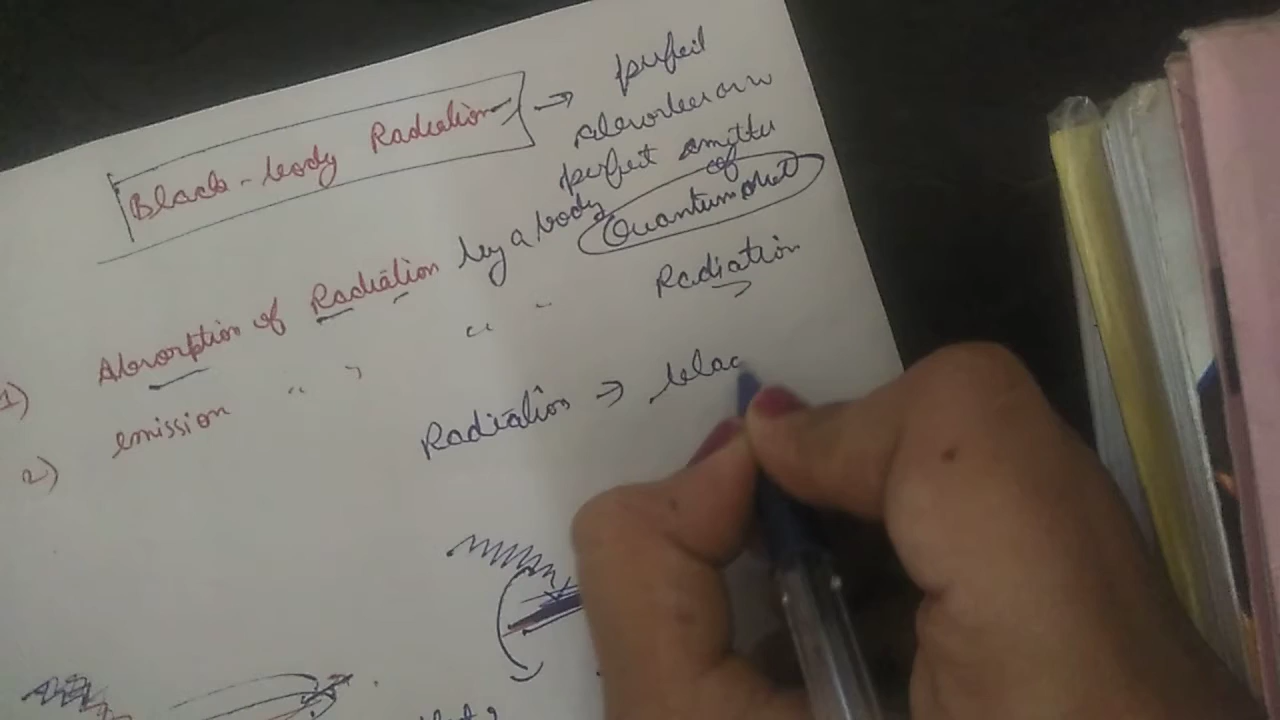 Black-body Radiation → perfect
absorber or
perfect emitter
of
Quantum
Radiation
1) Absorption of Radiation by a body
2) emission " " " "
Radiation → blac